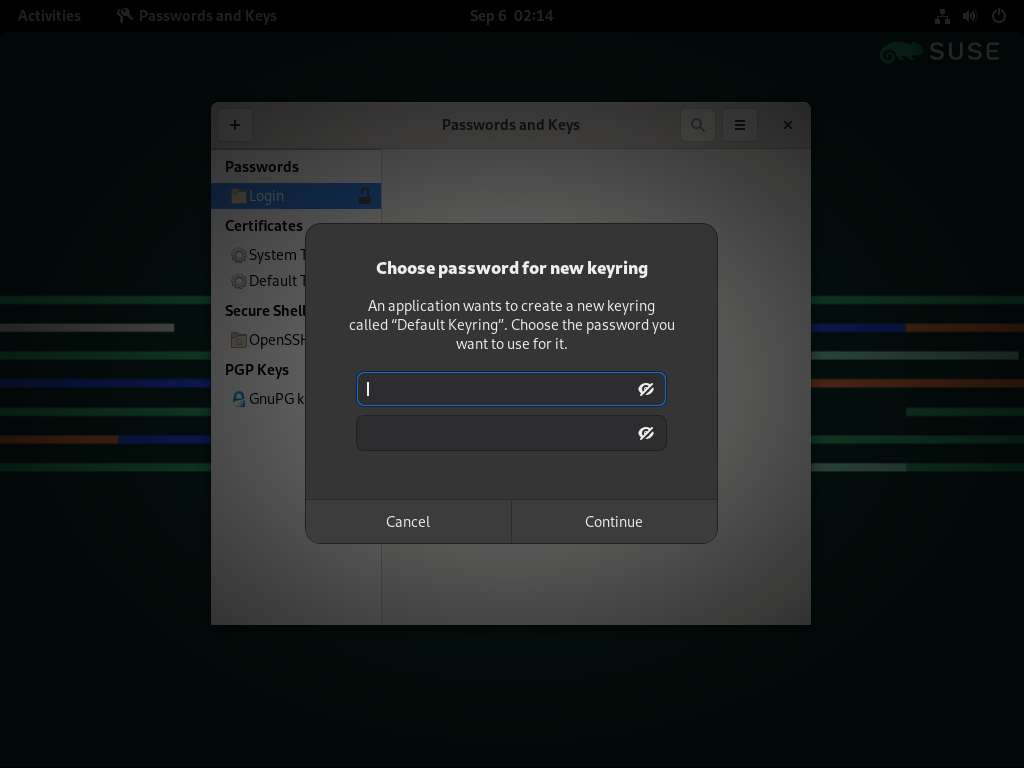 Activities
Passwords and Keys
Sep 6 02:14
SUSE
Passwords and Keys
Passwords
Login
Certificates
System T
Default T
Secure Shell
OpenSSH
PGP Keys
GnuPG k
Choose password for new keyring
An application wants to create a new keyring
called “Default Keyring”. Choose the password you
want to use for it.
Cancel
Continue